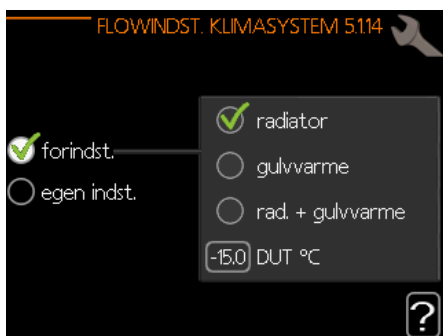 FLOWINDST. KLIMASYSTEM 5.1.14
forindst.
egen indst.
radiator
gulvvarme
rad. + gulvvarme
-15.0 DUT °C
?